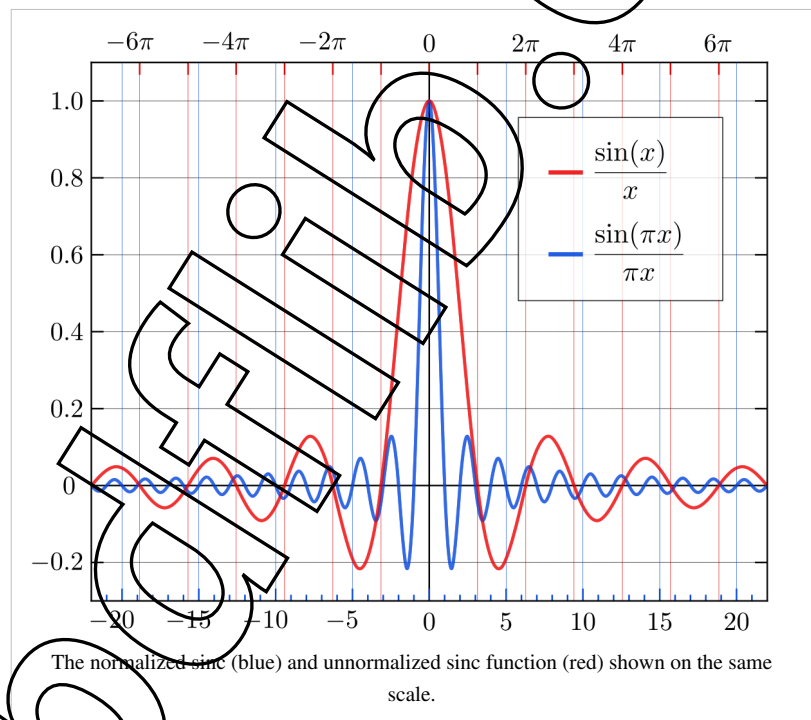 −6π −4π −2π 0 2π 4π 6π
1.0
0.8
0.6
0.4
0.2
0
−0.2
sin(x)
x
sin(πx)
πx
−20 −15 −10 −5 0 5 10 15 20
The normalized sinc (blue) and unnormalized sinc function (red) shown on the same
scale.